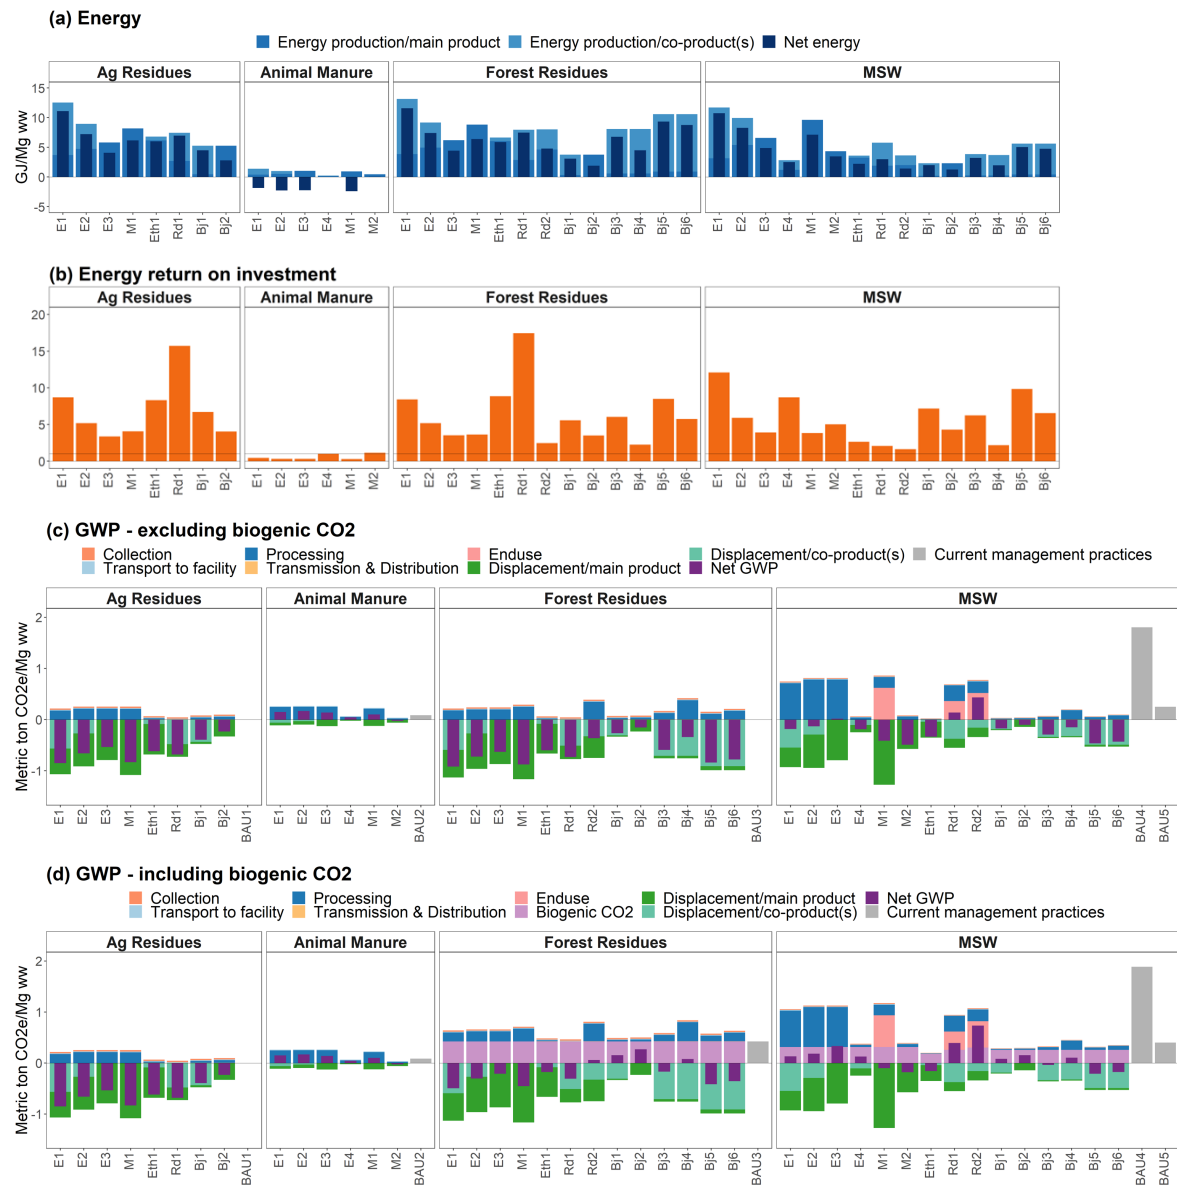 (a) Energy
Energy production/main product Energy production/co-product(s) Net energy
Ag Residues Animal Manure Forest Residues MSW
GJ/Mg ww
15
10
5
0
-5
E1 E2 E3 M1 Eth1 Rd1 Bj1 Bj2 E1 E2 E3 E4 M1 M2 E1 E2 E3 M1 Eth1 Rd1 Rd2 Bj1 Bj2 Bj3 Bj4 Bj5 Bj6 E1 E2 E3 E4 M1 M2 Eth1 Rd1 Rd2 Bj1 Bj2 Bj3 Bj4 Bj5 Bj6
(b) Energy return on investment
Ag Residues Animal Manure Forest Residues MSW
20
15
10
5
0
E1 E2 E3 M1 Eth1 Rd1 Bj1 Bj2 E1 E2 E3 E4 M1 M2 E1 E2 E3 M1 Eth1 Rd1 Rd2 Bj1 Bj2 Bj3 Bj4 Bj5 Bj6 E1 E2 E3 E4 M1 M2 Eth1 Rd1 Rd2 Bj1 Bj2 Bj3 Bj4 Bj5 Bj6
(c) GWP - excluding biogenic CO2
Collection Processing Enduse Displacement/co-product(s) Current management practices
Transport to facility Transmission & Distribution Displacement/main product Net GWP
Ag Residues Animal Manure Forest Residues MSW
Metric ton CO2e/Mg ww
2
1
0
-1
E1 E2 E3 M1 Eth1 Rd1 Bj1 Bj2 BAU1 E1 E2 E3 E4 M1 M2 BAU2 E1 E2 E3 M1 Eth1 Rd1 Rd2 Bj1 Bj2 Bj3 Bj4 Bj5 Bj6 BAU3 E1 E2 E3 E4 M1 M2 Eth1 Rd1 Rd2 Bj1 Bj2 Bj3 Bj4 Bj5 Bj6 BAU4 BAU5
(d) GWP - including biogenic CO2
Collection Processing Enduse Displacement/main product Net GWP
Transport to facility Transmission & Distribution Biogenic CO2 Displacement/co-product(s) Current management practices
Ag Residues Animal Manure Forest Residues MSW
Metric ton CO2e/Mg ww
2
1
0
-1
E1 E2 E3 M1 Eth1 Rd1 Bj1 Bj2 BAU1 E1 E2 E3 E4 M1 M2 BAU2 E1 E2 E3 M1 Eth1 Rd1 Rd2 Bj1 Bj2 Bj3 Bj4 Bj5 Bj6 BAU3 E1 E2 E3 E4 M1 M2 Eth1 Rd1 Rd2 Bj1 Bj2 Bj3 Bj4 Bj5 Bj6 BAU4 BAU5